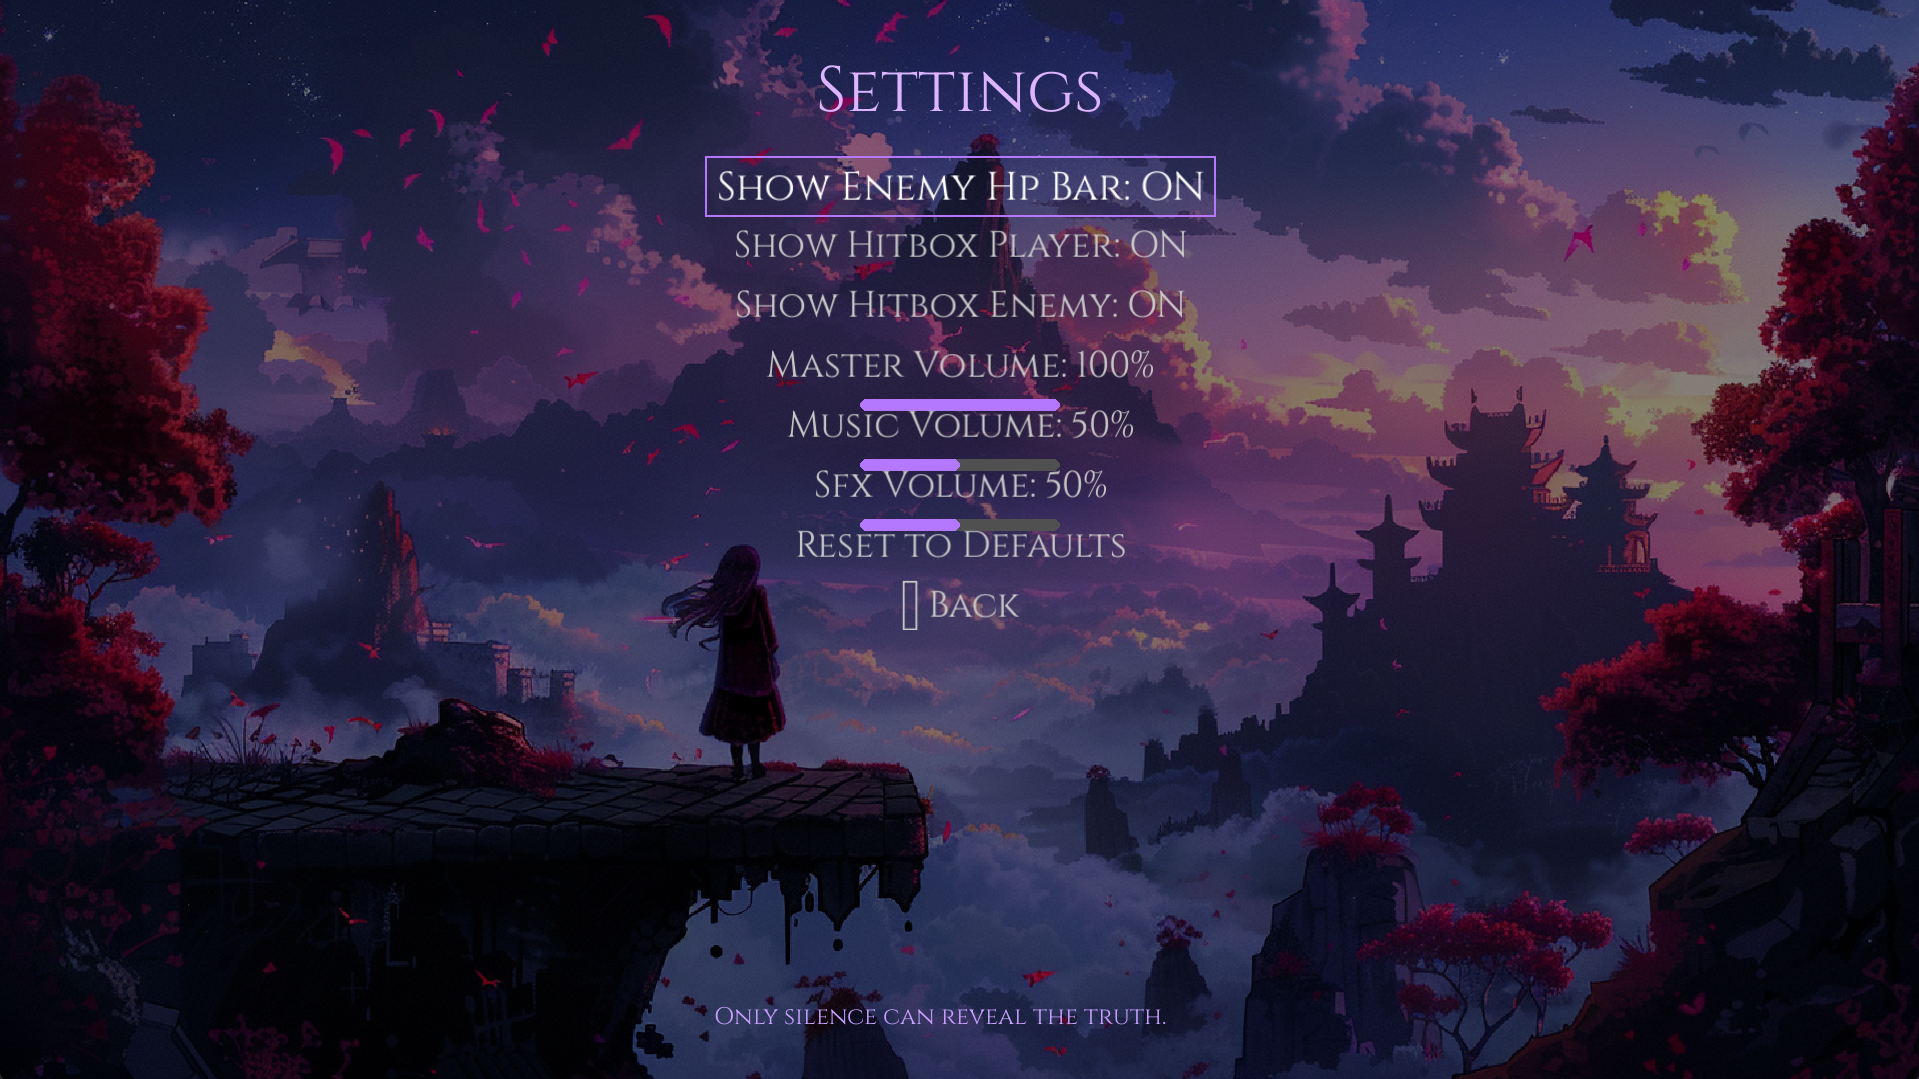 Settings
Show Enemy Hp Bar: ON
Show Hitbox Player: ON
Show Hitbox Enemy: ON
Master Volume: 100%
Music Volume: 50%
Sfx Volume: 50%
Reset to Defaults
Back
Only silence can reveal the truth.